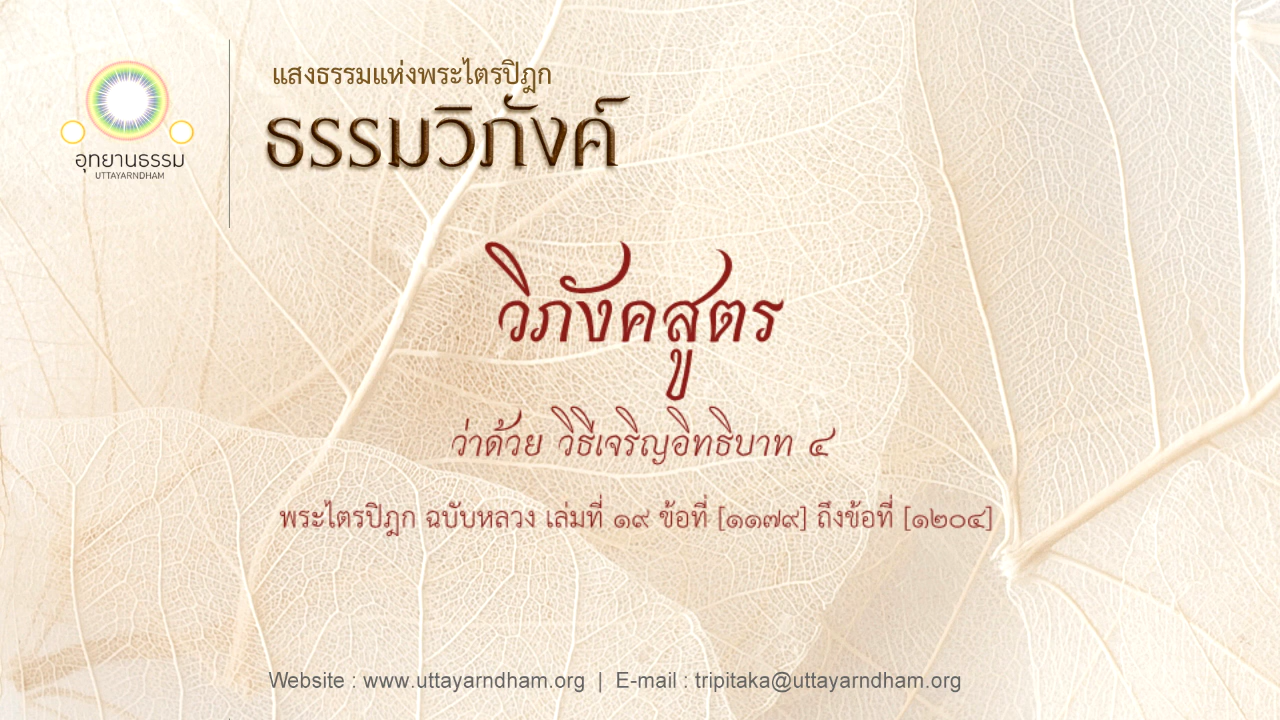 แสงธรรมแห่งพระไตรปิฎก
ธรรมวิภังค์
อุทยานธรรม
UTTAYARNDHAM
วิภังคสูตร
ว่าด้วย วิธีเจริญอิทธิบาท ๔
พระไตรปิฎก ฉบับหลวง เล่มที่ ๑๙ ข้อที่ [๑๑๗๙] ถึงข้อที่ [๑๒๐๔]
Website : www.uttayarndham.org | E-mail : tripitaka@uttayarndham.org